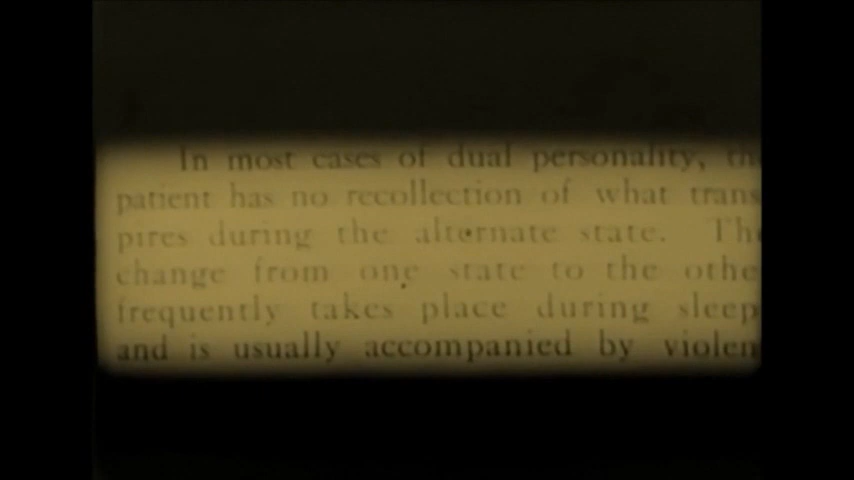 In most cases of dual personality, th
patient has no recollection of what trans
pires during the alternate state. Th
change from one state to the othe
frequently takes place during sleep
and is usually accompanied by violen